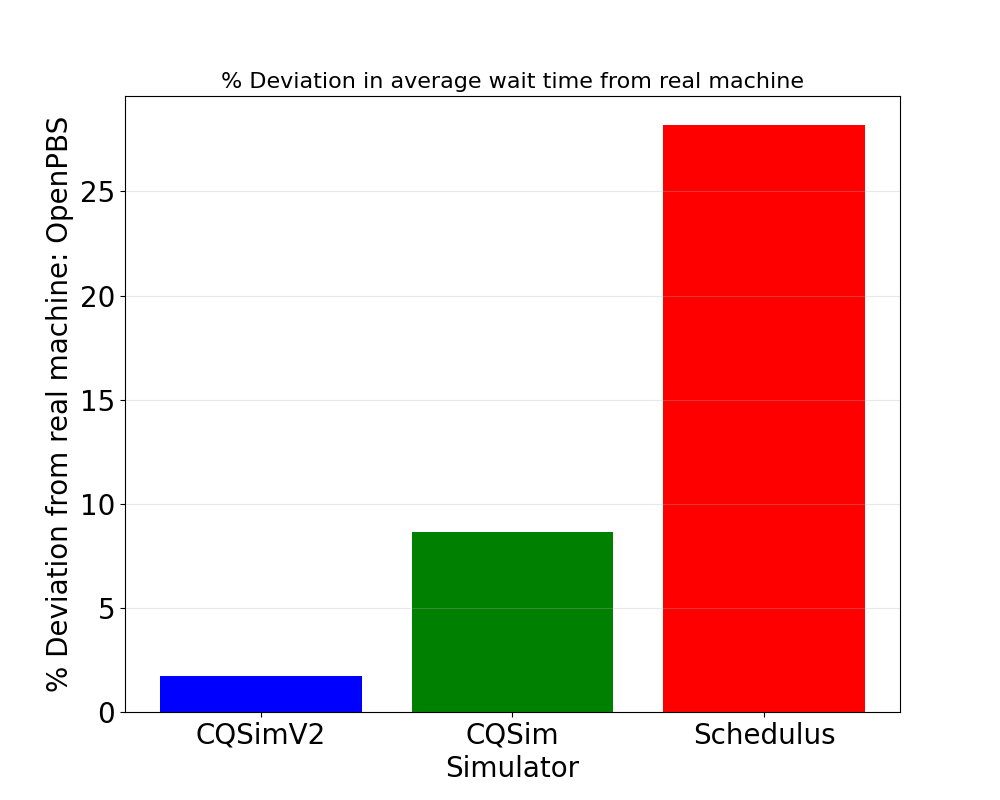 % Deviation in average wait time from real machine
% Deviation from real machine: OpenPBS
25
20
15
10
5
0
CQSimV2 CQSim Schedulus
Simulator